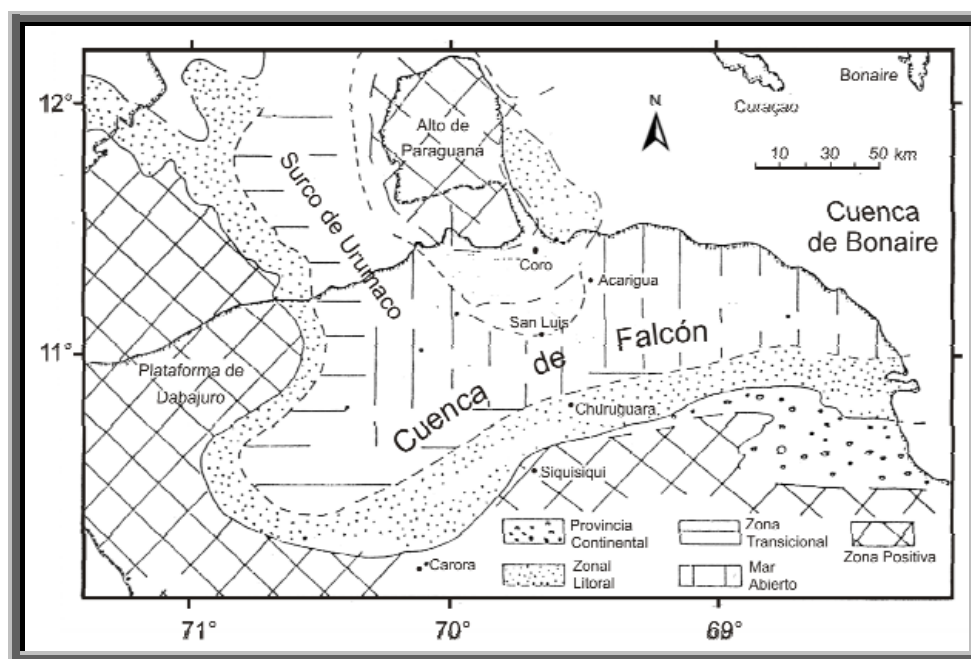 Bonaire
Curaçao
12°
N
Alto de
Paraguana
10 30 50 km
Surco de Urumaco
Cuenca
de Bonaire
Coro
Acarigua
San Luis
11°
Cuenca de Falcón
Plataforma de
Dabajuro
Churuguara
Siquisiqui
Provincia
Continental
Zona
Transicional
Zona Positiva
Zonal
Litoral
Mar
Abierto
Carora
71° 70° 69°